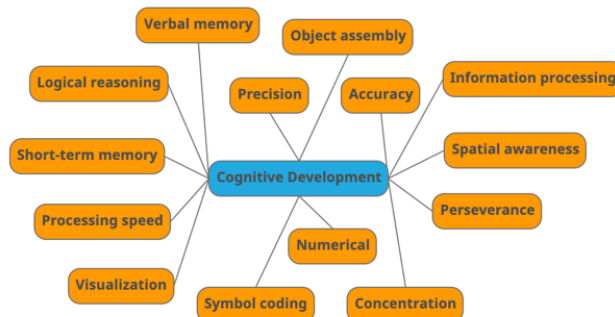 Verbal memory
Object assembly
Logical reasoning
Information processing
Precision
Accuracy
Short-term memory
Spatial awareness
Cognitive Development
Processing speed
Perseverance
Numerical
Visualization
Symbol coding
Concentration